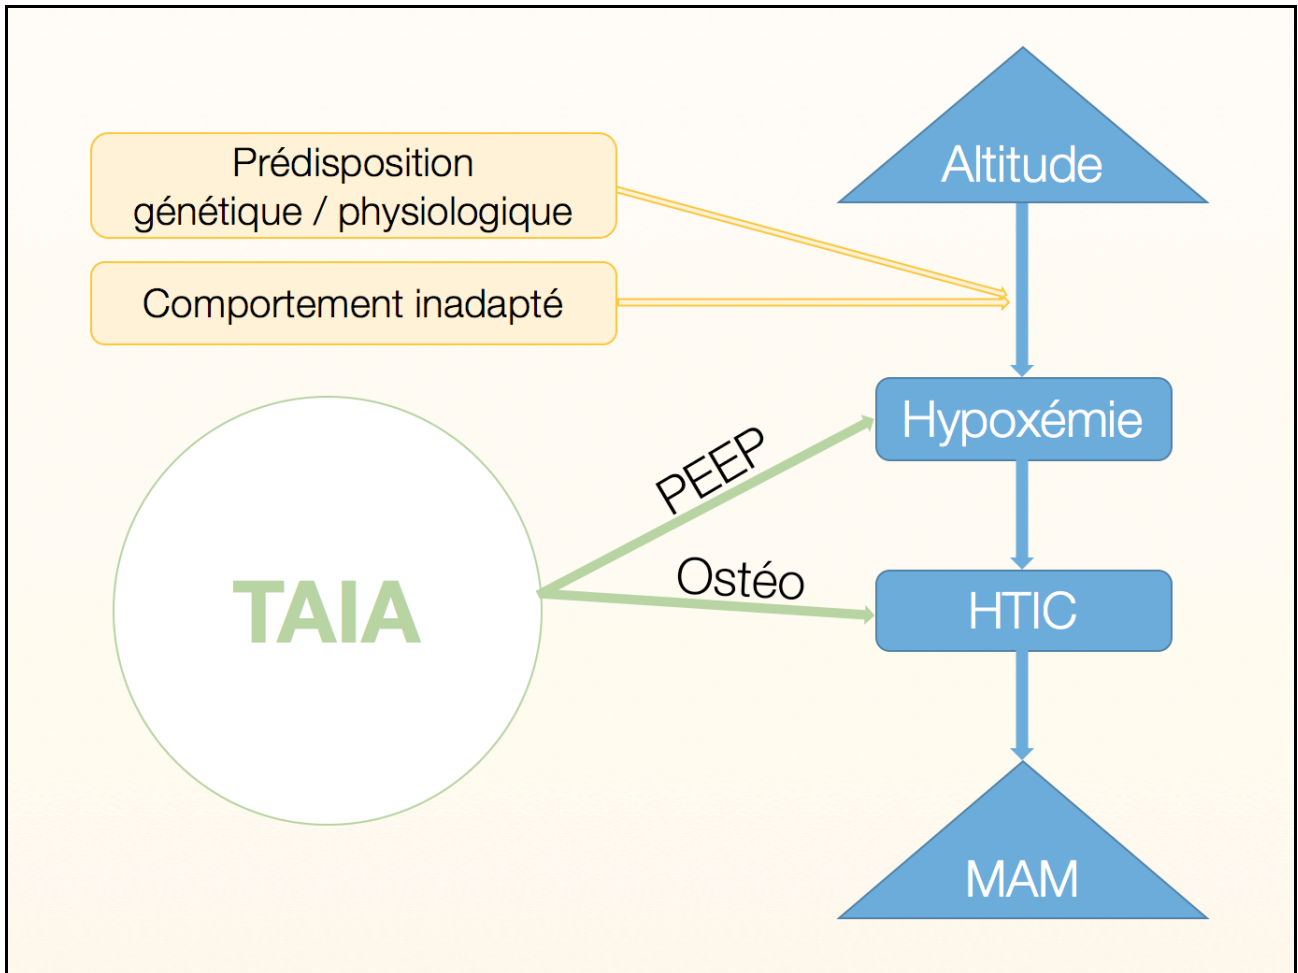 Altitude
Prédisposition
génétique / physiologique
Comportement inadapté
Hypoxémie
PEEP
Ostéo
TAIA
HTIC
MAM